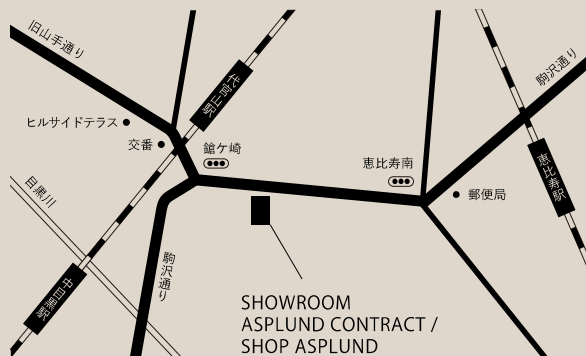 旧山手通り
代官山駅
駒沢通り
ヒルサイドテラス
交番
鎗ケ崎
恵比寿南
恵比寿駅
郵便局
目黒川
駒沢通り
中目黒駅
SHOWROOM
ASPLUND CONTRACT /
SHOP ASPLUND